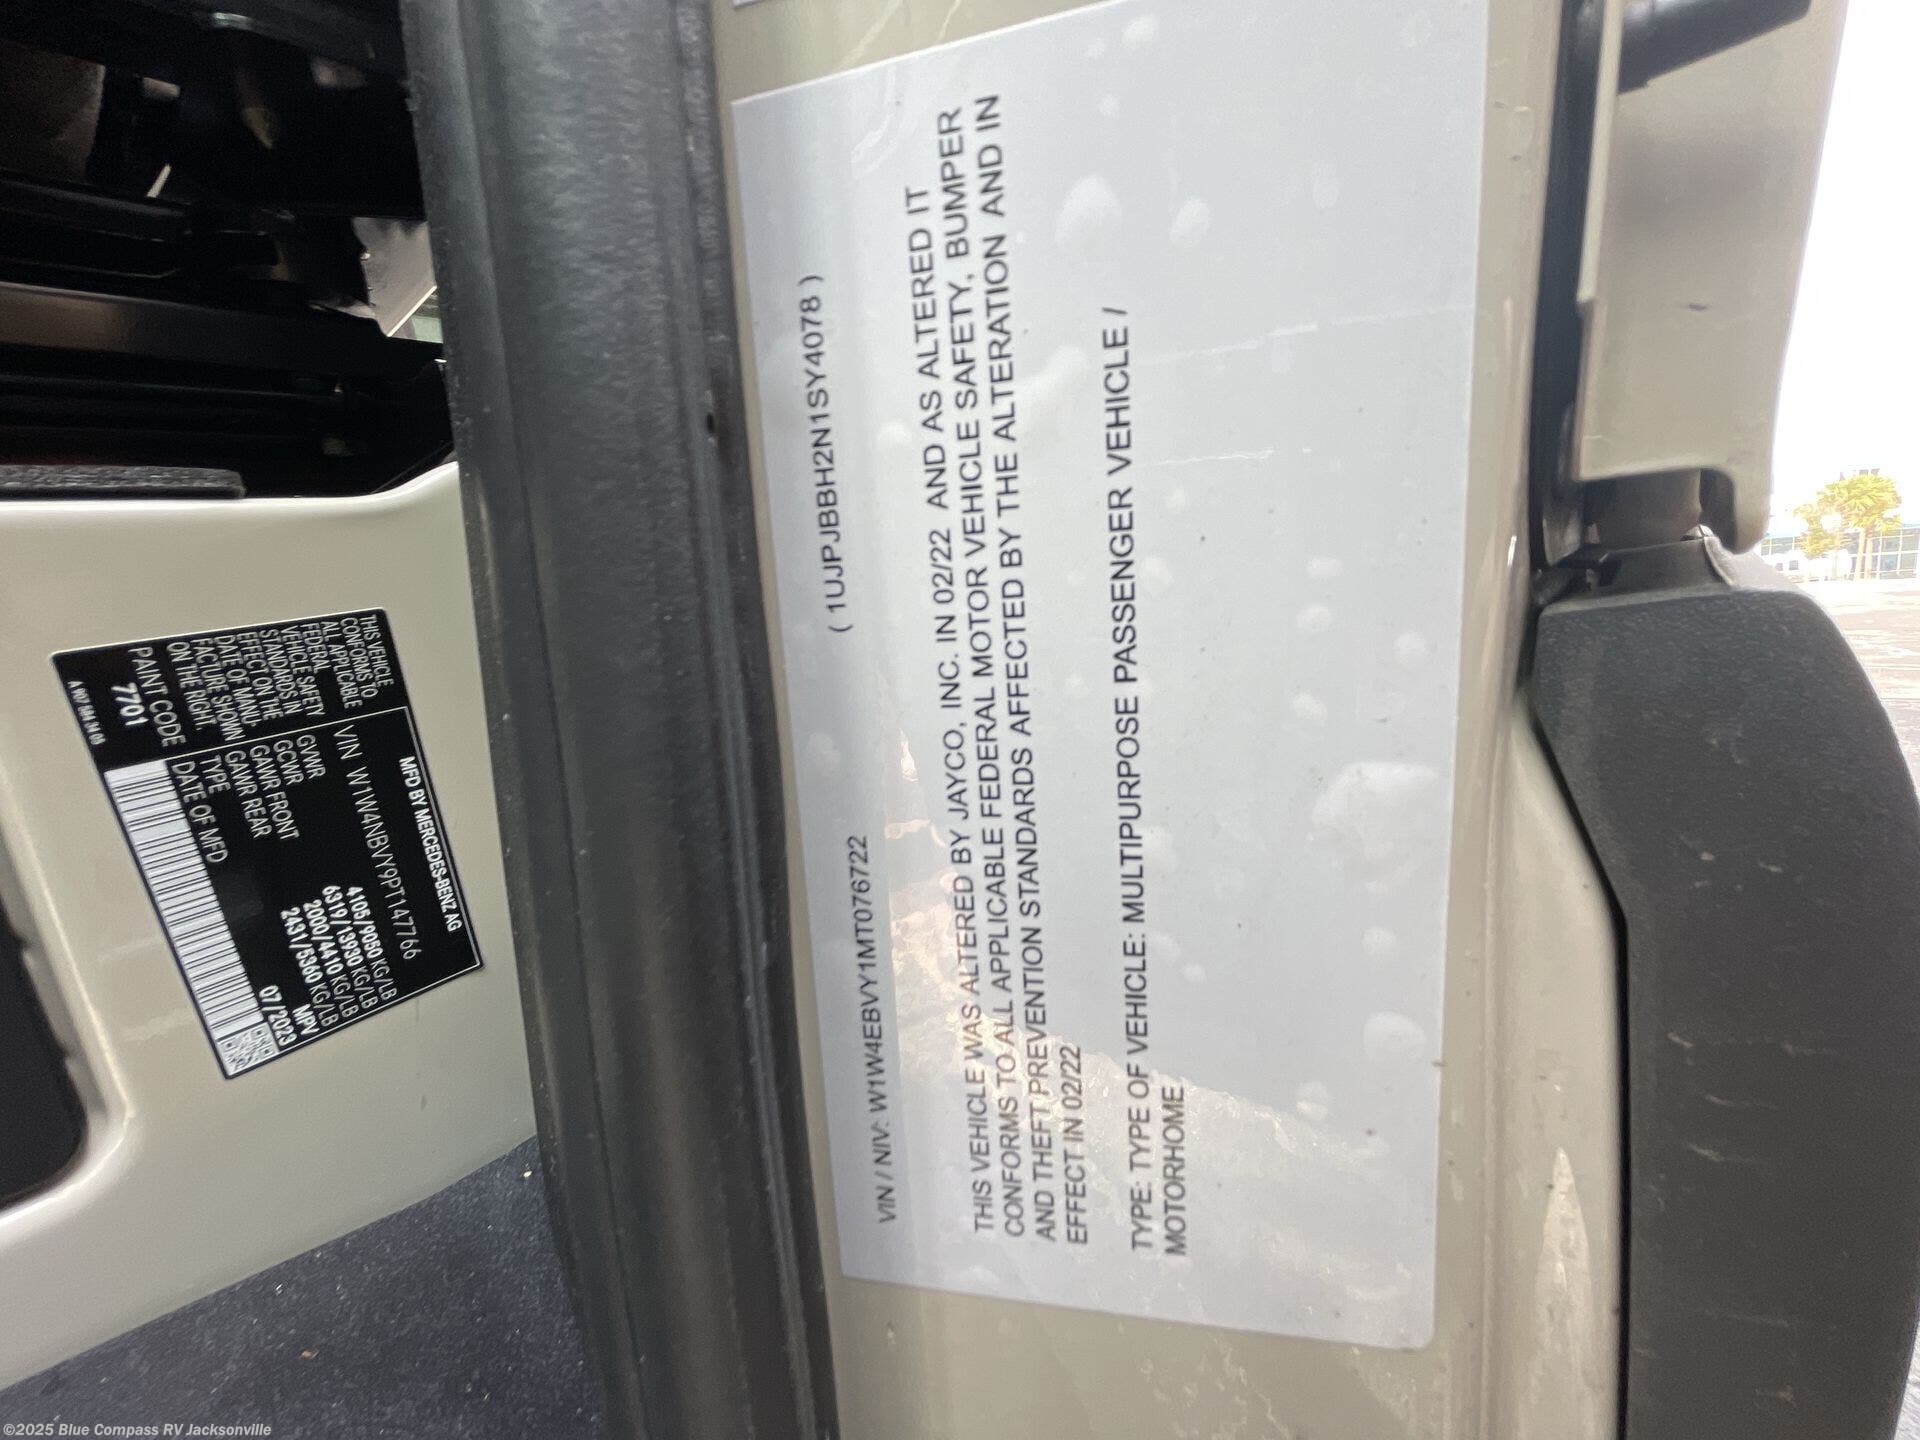 MFD BY MERCEDES-BENZ AG
VIN W1W4NBVY9PT147766
GVWR 4105/9050 KG/LB
GCWR 6319/13930 KG/LB
GAWR FRONT 2000/4410 KG/LB
GAWR REAR 2431/5360 KG/LB
TYPE MPV
DATE OF MFD 07/2023
THIS VEHICLE
CONFORMS TO
ALL APPLICABLE
FEDERAL
VEHICLE SAFETY
STANDARDS IN
EFFECT ON THE
DATE OF MANU-
FACTURE SHOWN
ON THE RIGHT.
PAINT CODE
7701
VIN / NIV: W1W4EBVY1MT076722 ( 1UJPJBBH2N1SY4078 )
THIS VEHICLE WAS ALTERED BY JAYCO, INC. IN 02/22 AND AS ALTERED IT
CONFORMS TO ALL APPLICABLE FEDERAL MOTOR VEHICLE SAFETY, BUMPER
AND THEFT PREVENTION STANDARDS AFFECTED BY THE ALTERATION AND IN
EFFECT IN 02/22
TYPE: TYPE OF VEHICLE: MULTIPURPOSE PASSENGER VEHICLE /
MOTORHOME
©2025 Blue Compass RV Jacksonville